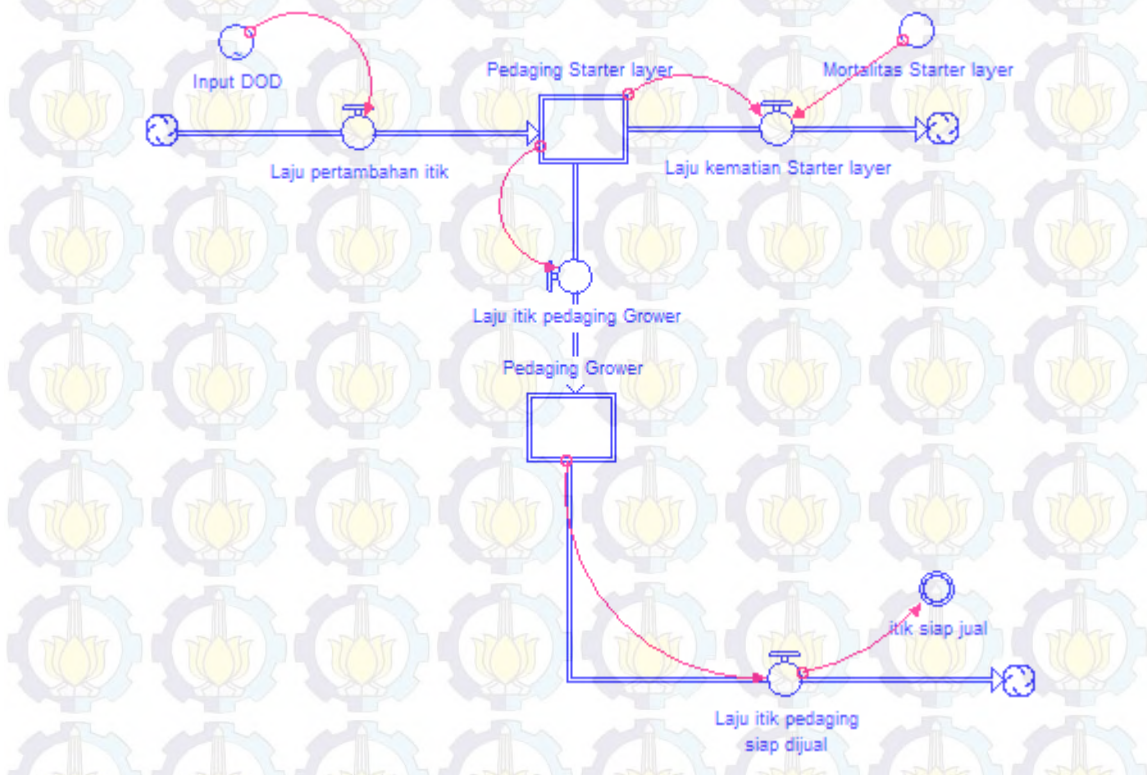 Input DOD
Pedaging Starter layer
Mortalitas Starter layer
Laju pertambahan itik
Laju kematian Starter layer
Laju itik pedaging Grower
Pedaging Grower
itik siap jual
Laju itik pedaging
siap dijual